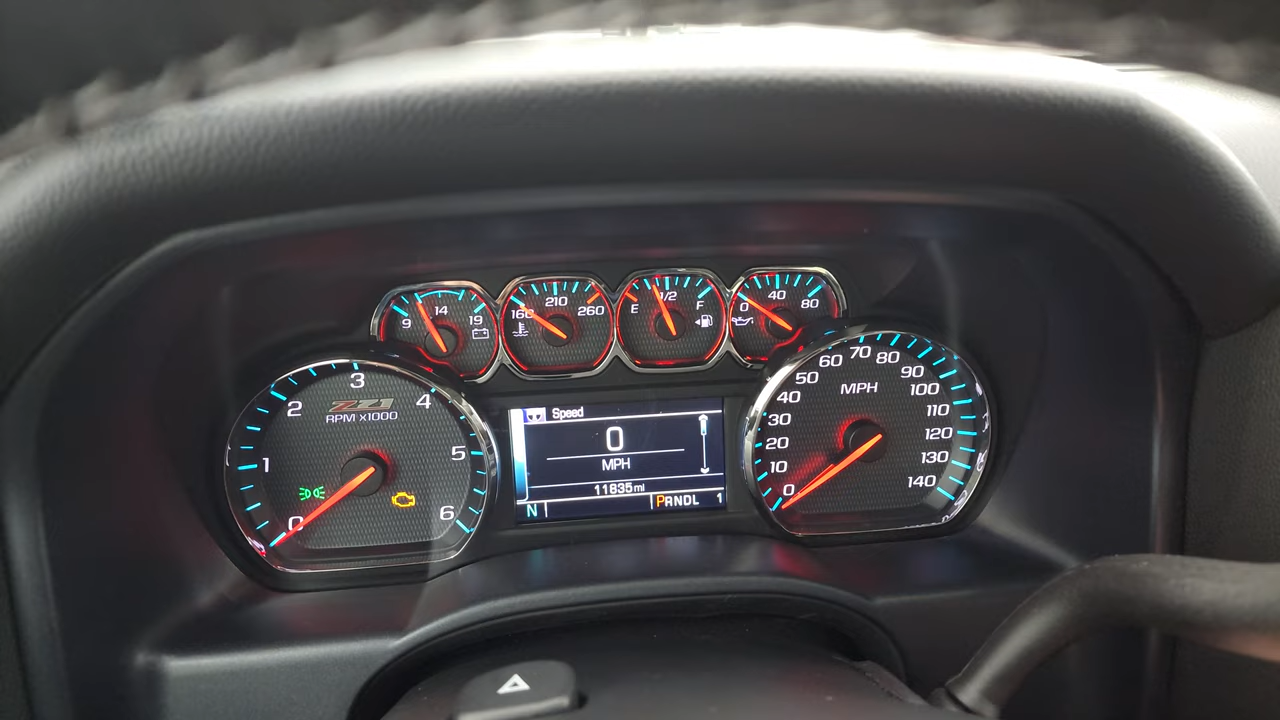 9 14 19
160 210 260
E 1/2 F
0 40 80
0 1 2 3 4 5 6
Z71
RPM X1000
Speed
0
MPH
11835 mi
N PRNDL 1
MPH
0 10 20 30 40 50 60 70 80 90 100 110 120 130 140